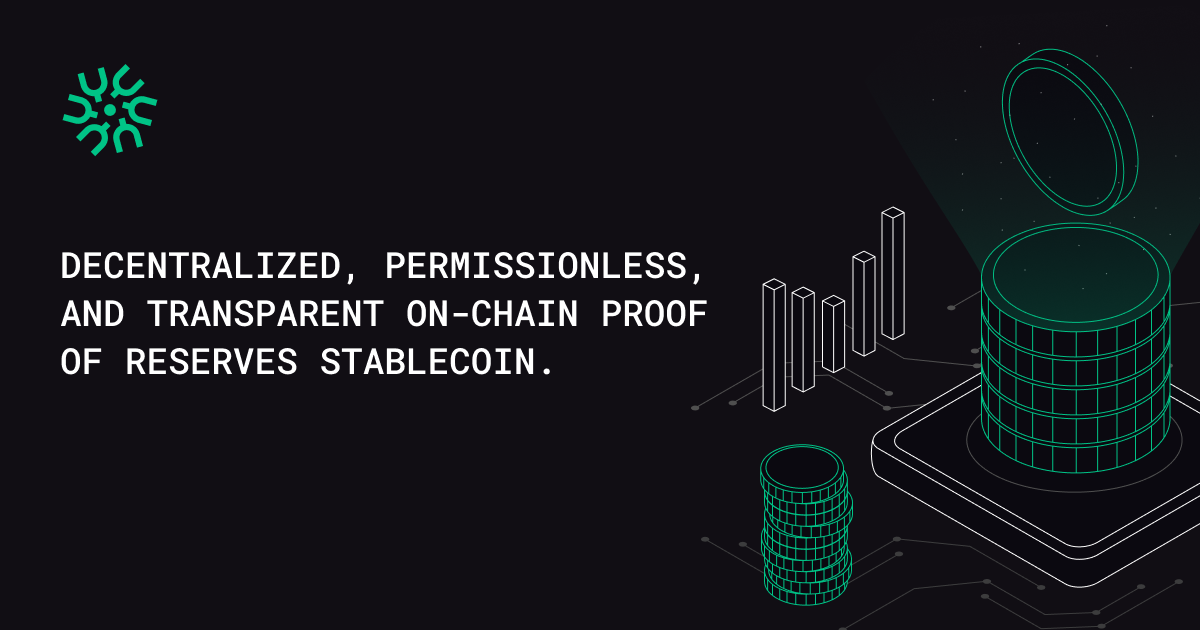 DECENTRALIZED, PERMISSIONLESS,
AND TRANSPARENT ON-CHAIN PROOF
OF RESERVES STABLECOIN.